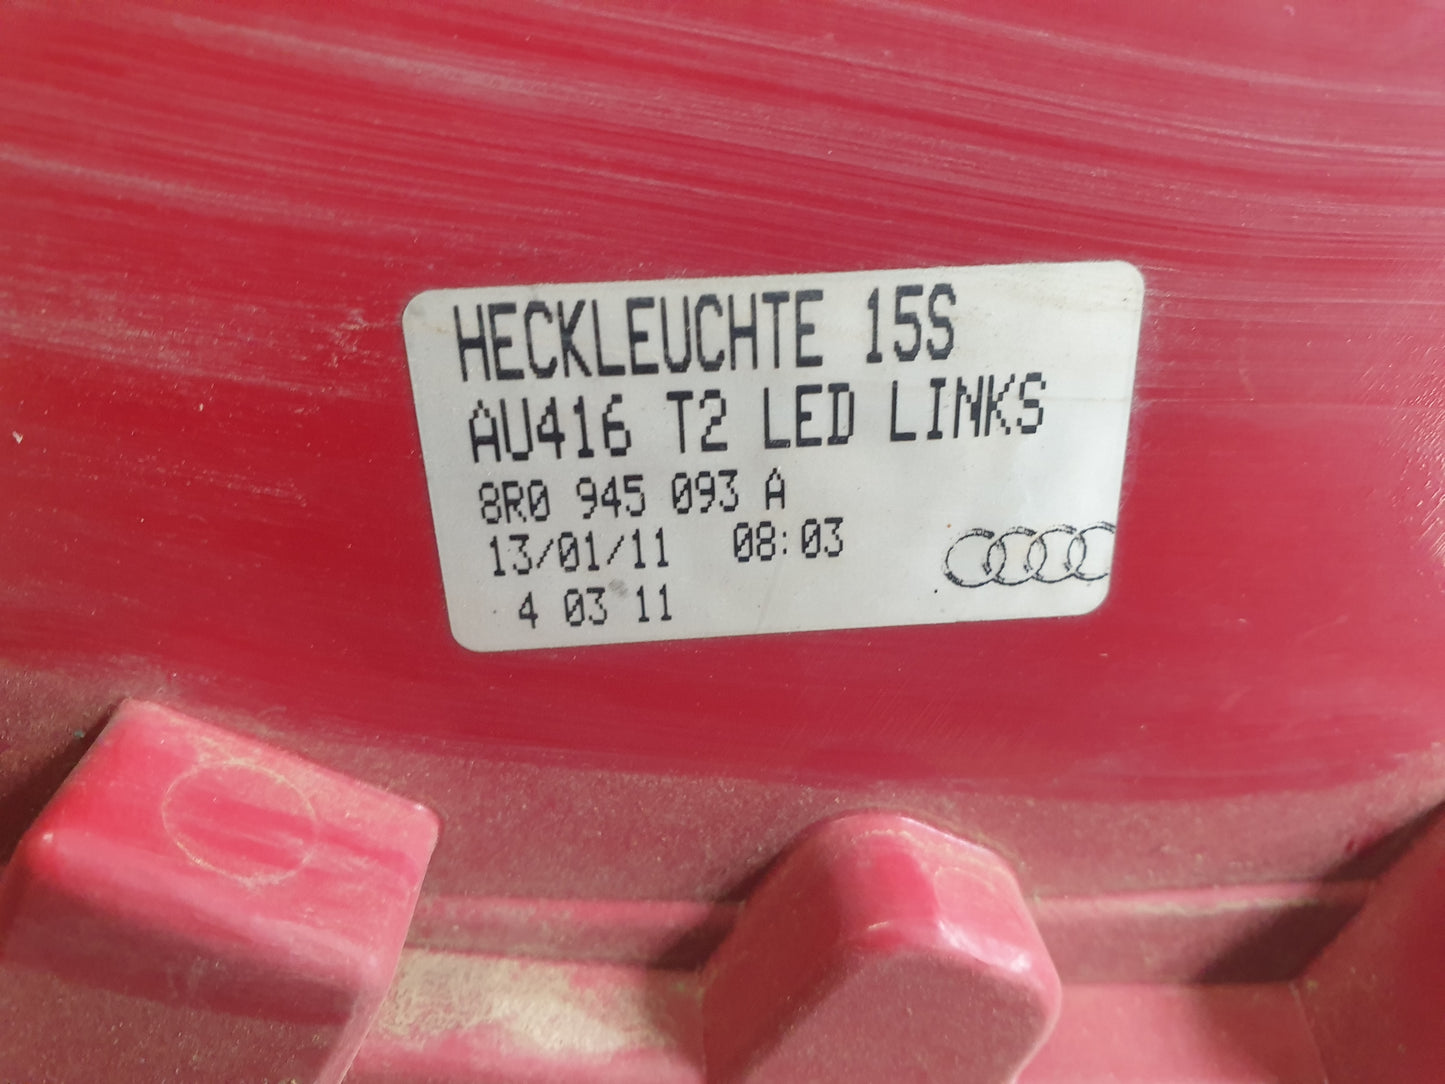 HECKLEUCHTE 15S
AU416 T2 LED LINKS
8R0 945 093 A
13/01/11 08:03
4 03 11